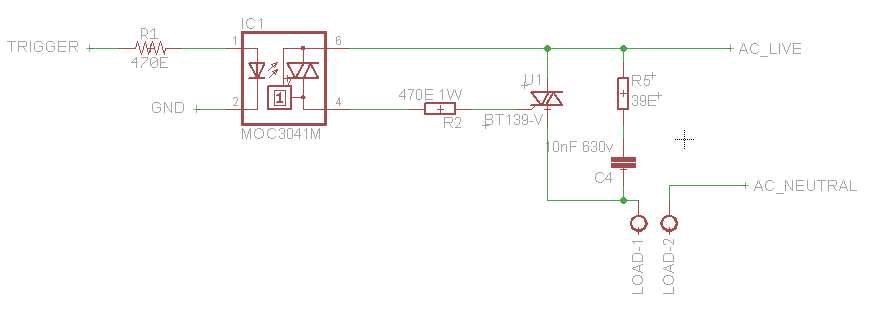 IC1
TRIGGER
R1
470E
1
6
AC_LIVE
GND
2
4
1
MOC3041M
470E 1W
R2
U1
BT139-V
R5
39E
10nF 630v
C4
AC_NEUTRAL
LOAD-1
LOAD-2